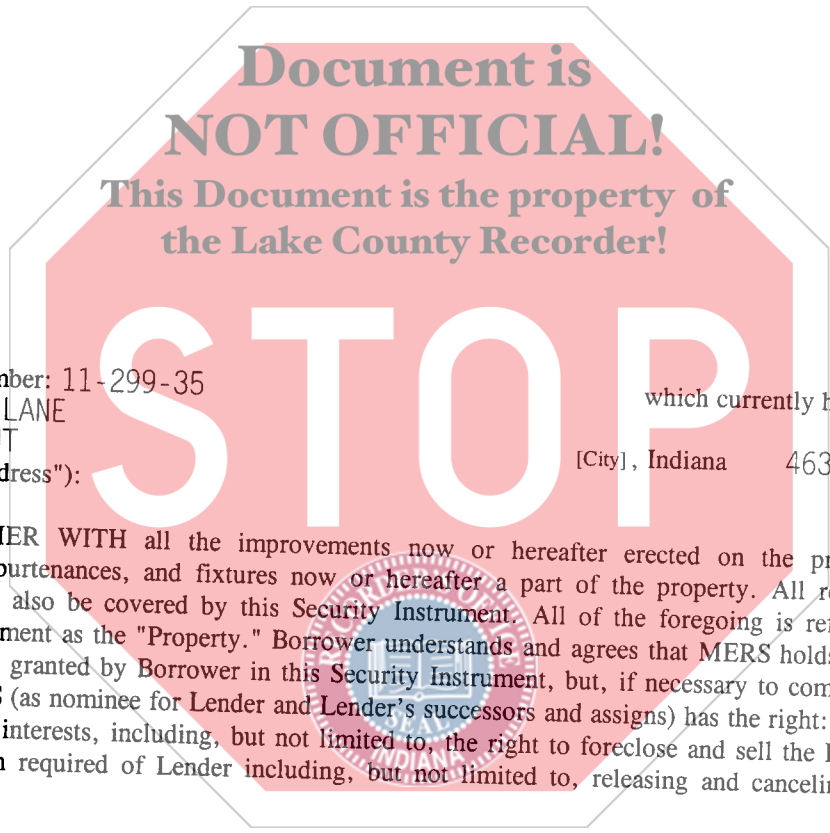 Document is
NOT OFFICIAL!
This Document is the property of
the Lake County Recorder!
STOP
mber: 11-299-35
which currently h
LANE
T
[City] , Indiana 463
dress"):
IER WITH all the improvements now or hereafter erected on the pr
purtenances, and fixtures now or hereafter a part of the property. All r
also be covered by this Security Instrument. All of the foregoing is ref
ment as the "Property." Borrower understands and agrees that MERS holds
granted by Borrower in this Security Instrument, but, if necessary to com
S (as nominee for Lender and Lender's successors and assigns) has the right:
interests, including, but not limited to, the right to foreclose and sell the
n required of Lender including, but not limited to, releasing and cancelin
RECORDER'S OFFICE
SEAL
INDIANA